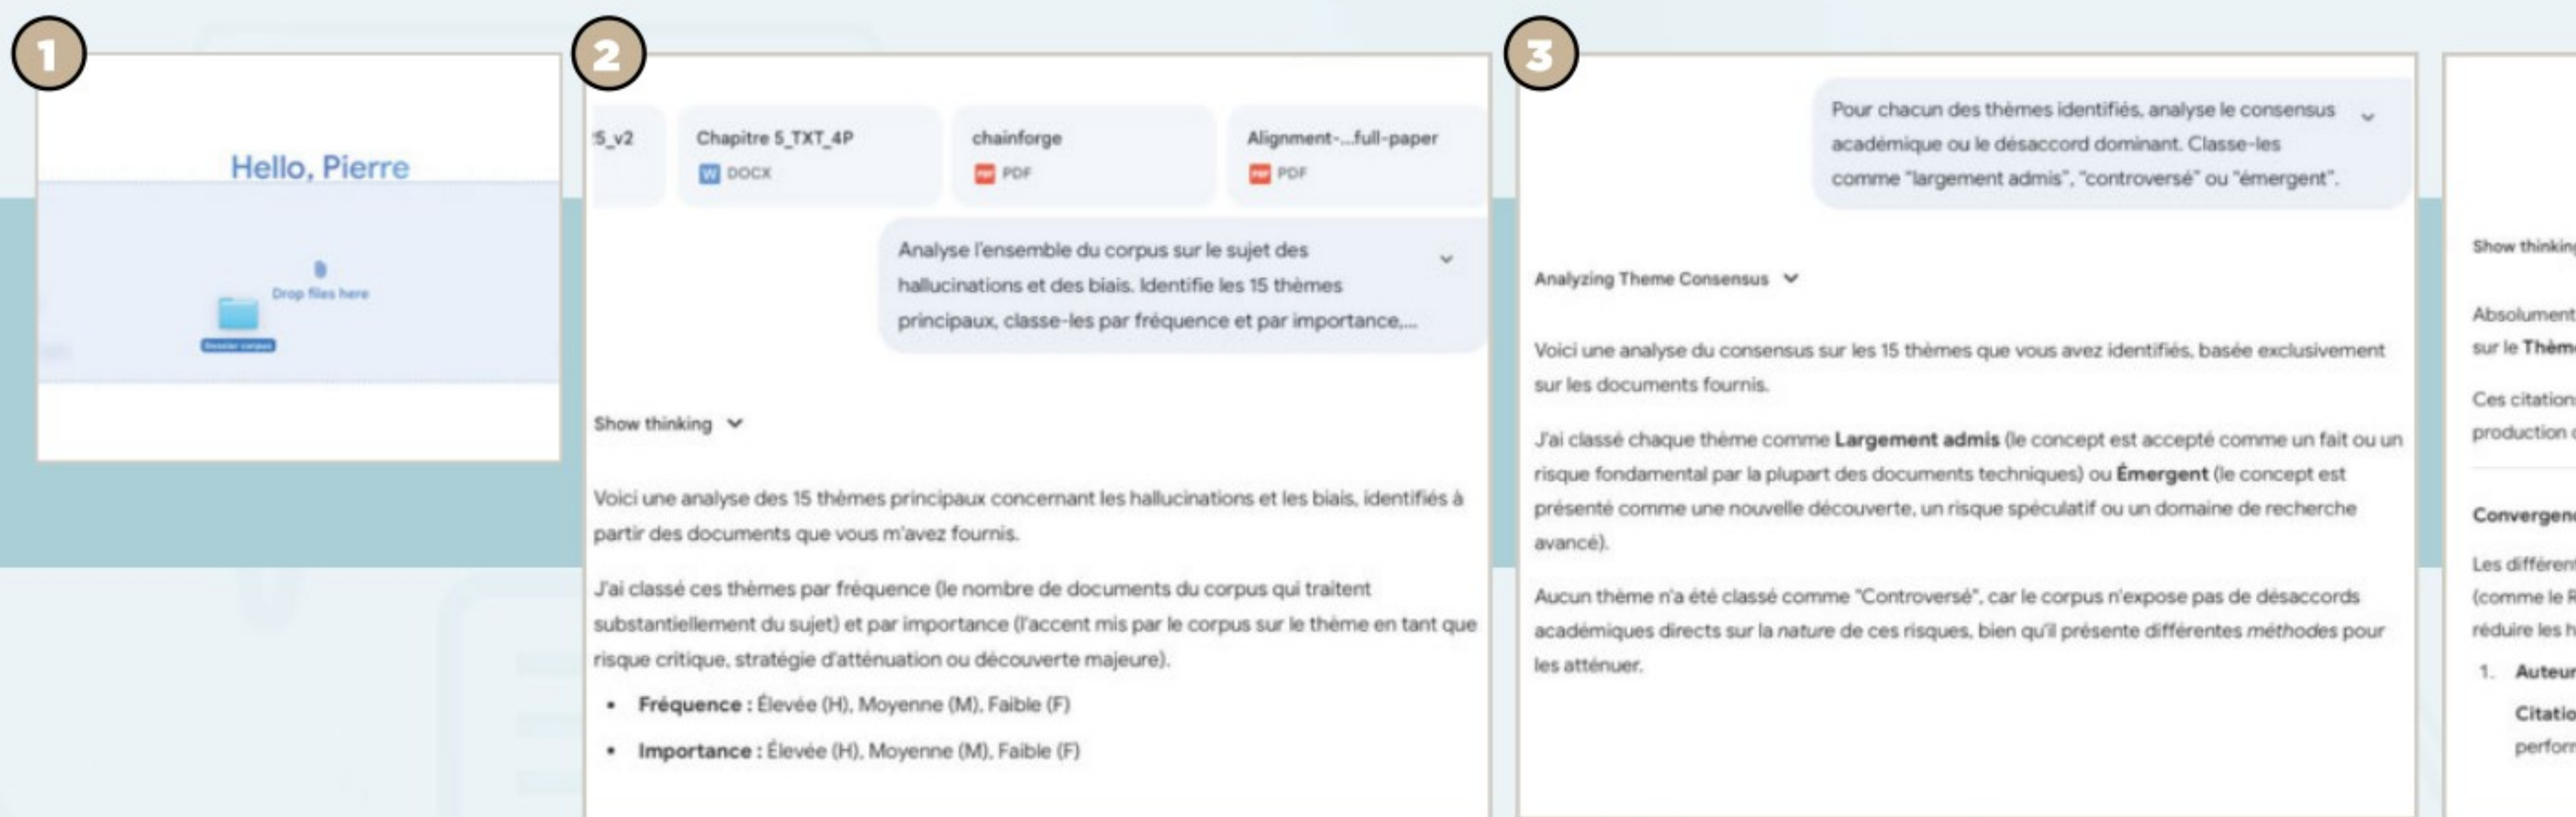 1
Hello, Pierre
Drop files here
Dossier corpus
2
5_v2
Chapitre 5_TXT_4P
DOCX
chainforge
PDF
Alignment-...full-paper
PDF
Analyse l'ensemble du corpus sur le sujet des
hallucinations et des biais. Identifie les 15 thèmes
principaux, classe-les par fréquence et par importance,...
Show thinking
Voici une analyse des 15 thèmes principaux concernant les hallucinations et les biais, identifiés à
partir des documents que vous m'avez fournis.
J'ai classé ces thèmes par fréquence (le nombre de documents du corpus qui traitent
substantiellement du sujet) et par importance (l'accent mis par le corpus sur le thème en tant que
risque critique, stratégie d'atténuation ou découverte majeure).
• Fréquence : Élevée (H), Moyenne (M), Faible (F)
• Importance : Élevée (H), Moyenne (M), Faible (F)
3
Pour chacun des thèmes identifiés, analyse le consensus
académique ou le désaccord dominant. Classe-les
comme "largement admis", "controversé" ou "émergent".
Analyzing Theme Consensus
Voici une analyse du consensus sur les 15 thèmes que vous avez identifiés, basée exclusivement
sur les documents fournis.
J'ai classé chaque thème comme Largement admis (le concept est accepté comme un fait ou un
risque fondamental par la plupart des documents techniques) ou Émergent (le concept est
présenté comme une nouvelle découverte, un risque spéculatif ou un domaine de recherche
avancé).
Aucun thème n'a été classé comme "Controversé", car le corpus n'expose pas de désaccords
académiques directs sur la nature de ces risques, bien qu'il présente différentes méthodes pour
les atténuer.
Show thinking
Absolument
sur le Thème
Ces citation
production
Convergenc
Les différent
(comme le R
réduire les h
1. Auteur
Citatio
perforr